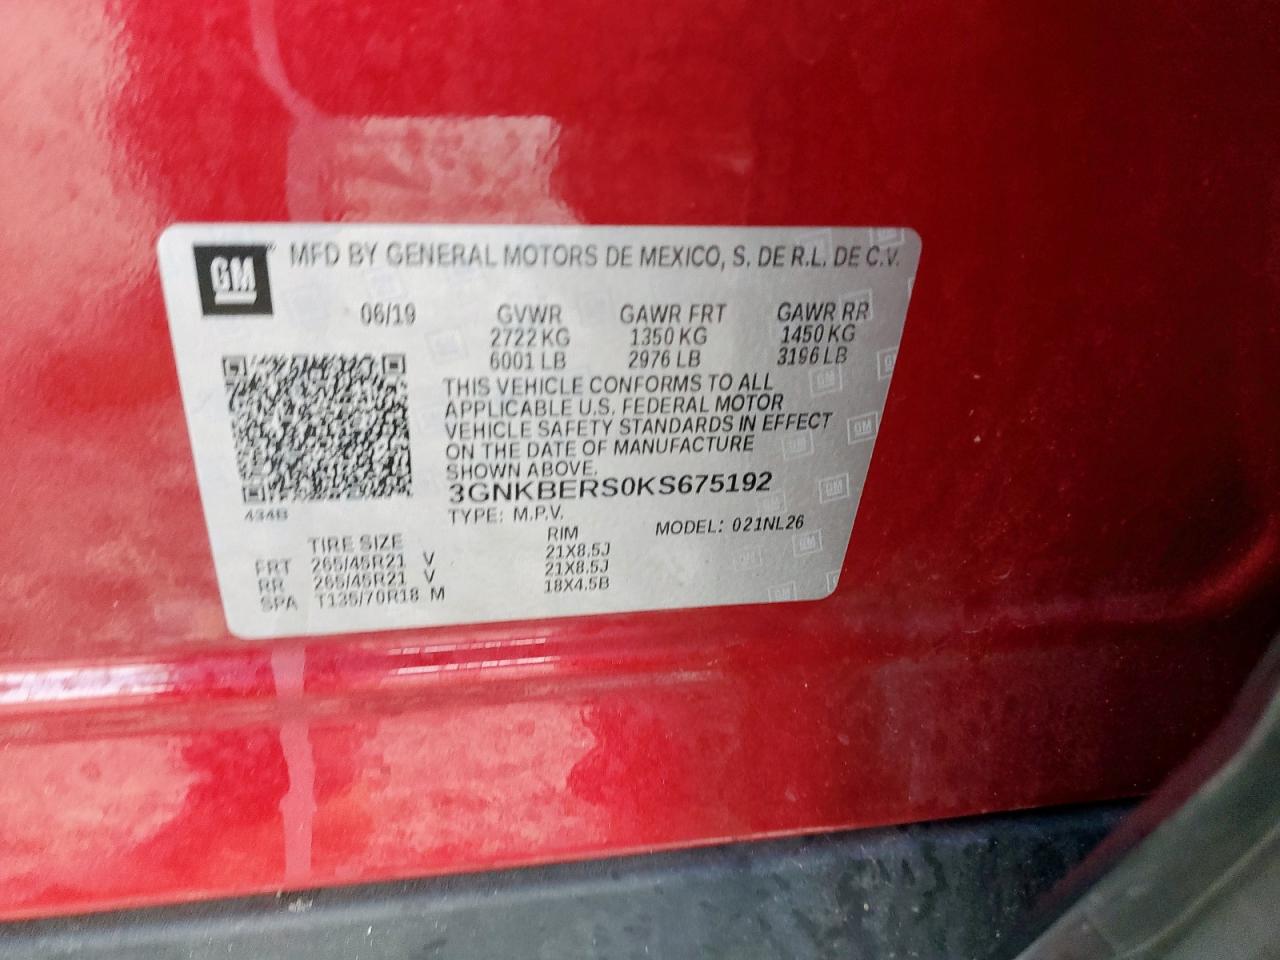 GM MFD BY GENERAL MOTORS DE MEXICO, S. DE R.L. DE C.V.
06/19 GVWR GAWR FRT GAWR RR
2722 KG 1350 KG 1450 KG
6001 LB 2976 LB 3196 LB
THIS VEHICLE CONFORMS TO ALL
APPLICABLE U.S. FEDERAL MOTOR
VEHICLE SAFETY STANDARDS IN EFFECT
ON THE DATE OF MANUFACTURE
SHOWN ABOVE.
3GNKBERS0KS675192
434B
TYPE: M.P.V. MODEL: 021NL26
TIRE SIZE RIM
FRT 265/45R21 V 21X8.5J
RR 265/45R21 V 21X8.5J
SPA T135/70R18 M 18X4.5B